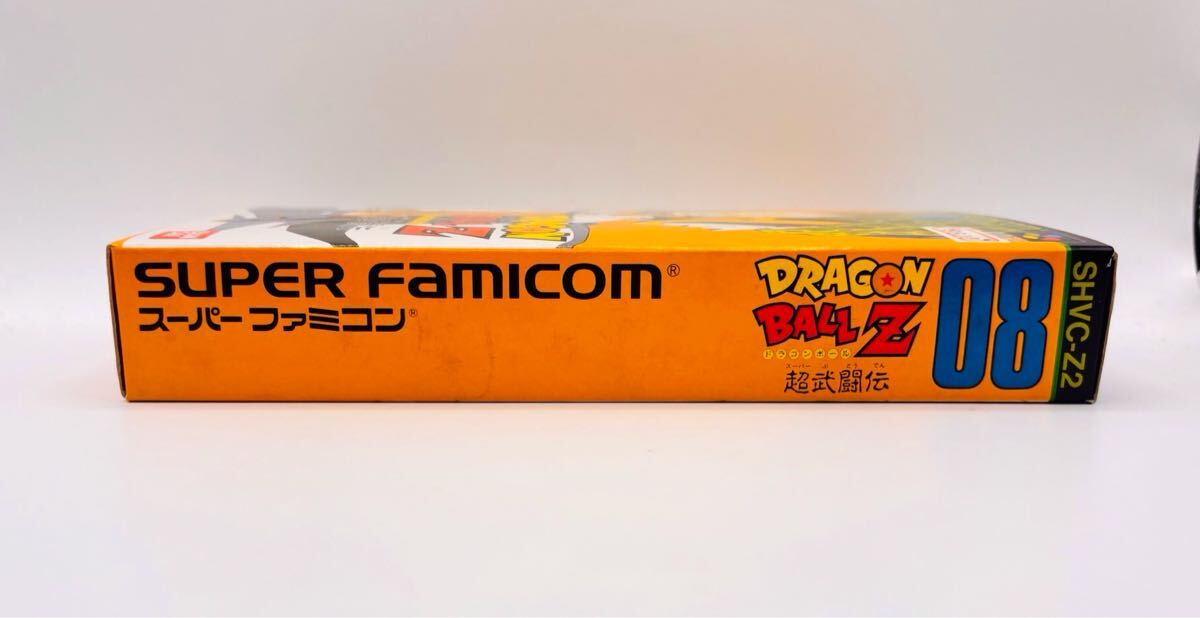 SUPER FAMICOM®
スーパーファミコン®
DRAGON
BALL Z
ドラゴンボール
スーパー ぶ とう でん
超武闘伝
08
SHVC-Z2